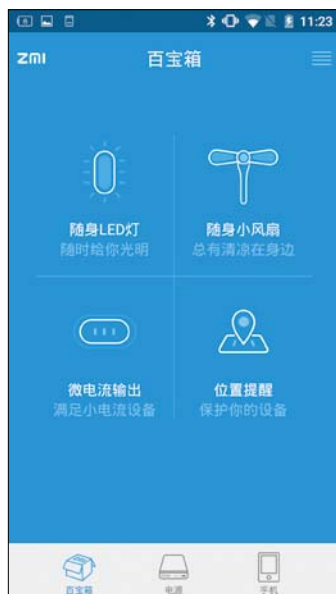 11:23
ZMI
百宝箱
随身LED灯
随时给你光明
随身小风扇
总有清凉在身边
微电流输出
满足小电流设备
位置提醒
保护你的设备
百宝箱
电源
手机